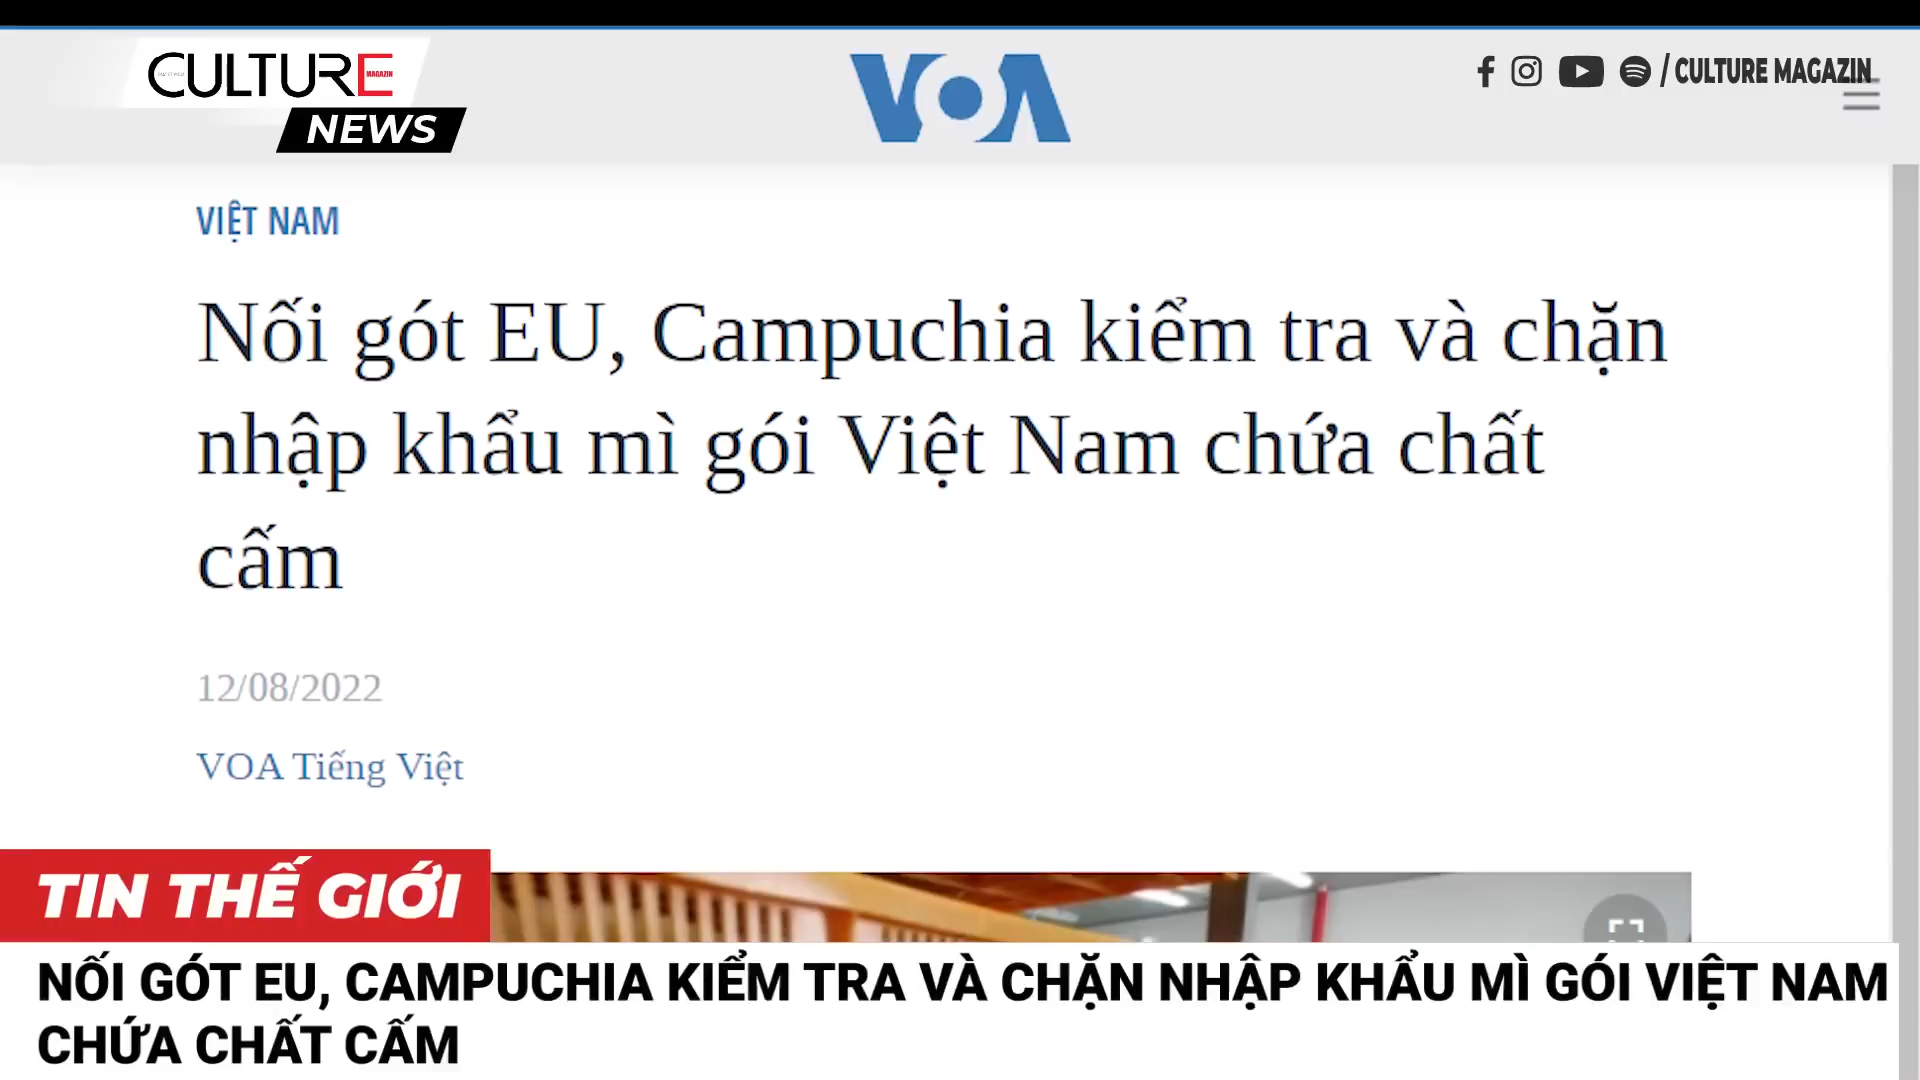 CULTURE
MAGAZIN
NEWS
VOA
/ CULTURE MAGAZIN
VIỆT NAM
Nối gót EU, Campuchia kiểm tra và chặn
nhập khẩu mì gói Việt Nam chứa chất
cấm
12/08/2022
VOA Tiếng Việt
TIN THẾ GIỚI
NỐI GÓT EU, CAMPUCHIA KIỂM TRA VÀ CHẶN NHẬP KHẨU MÌ GÓI VIỆT NAM
CHỨA CHẤT CẤM